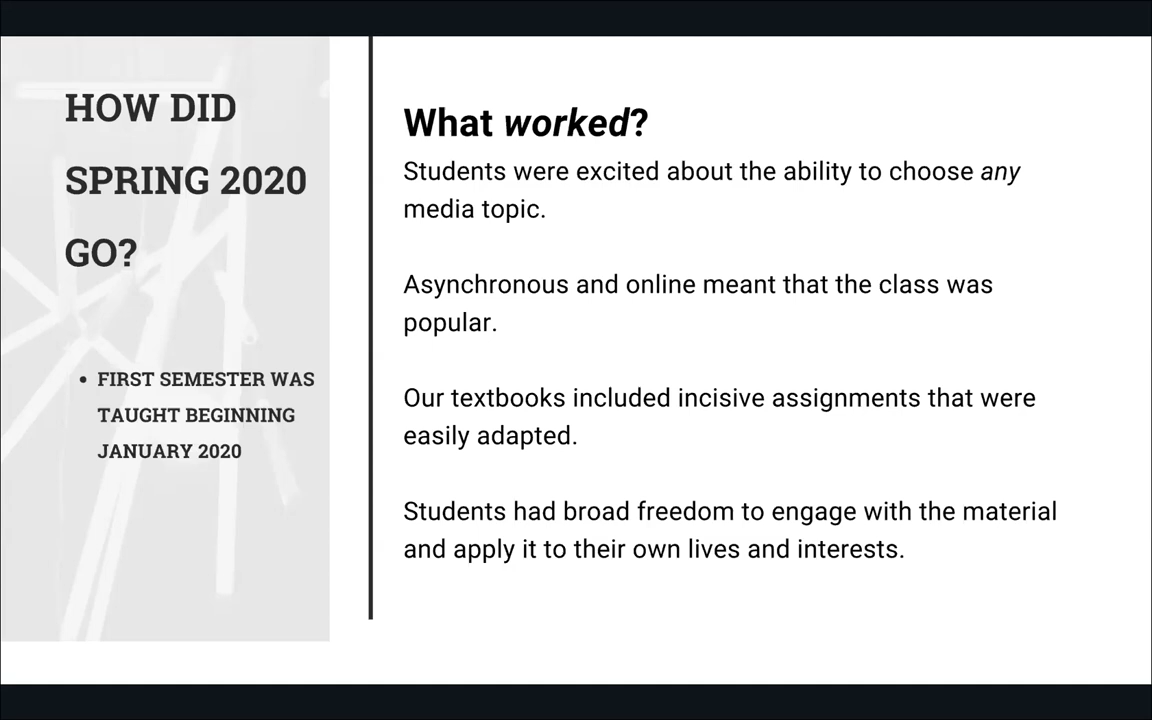 HOW DID
SPRING 2020
GO?
• FIRST SEMESTER WAS
TAUGHT BEGINNING
JANUARY 2020
What worked?
Students were excited about the ability to choose any
media topic.
Asynchronous and online meant that the class was
popular.
Our textbooks included incisive assignments that were
easily adapted.
Students had broad freedom to engage with the material
and apply it to their own lives and interests.